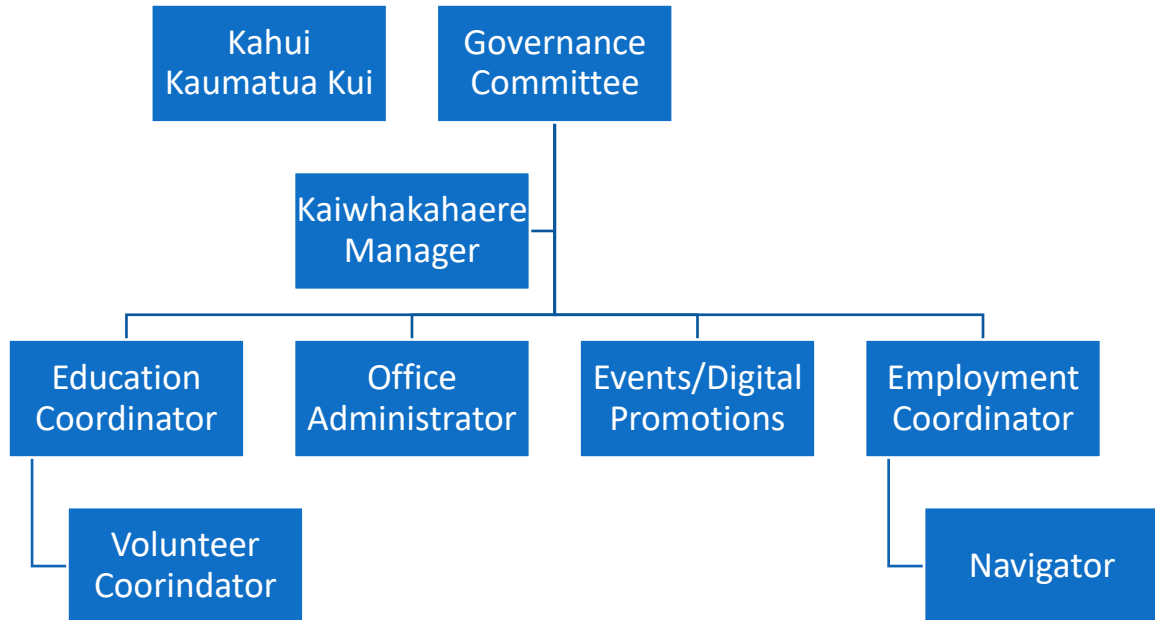 Kahui
Kaumatua Kui
Governance
Committee
Kaiwhakahaere
Manager
Education
Coordinator
Office
Administrator
Events/Digital
Promotions
Employment
Coordinator
Volunteer
Coorindator
Navigator